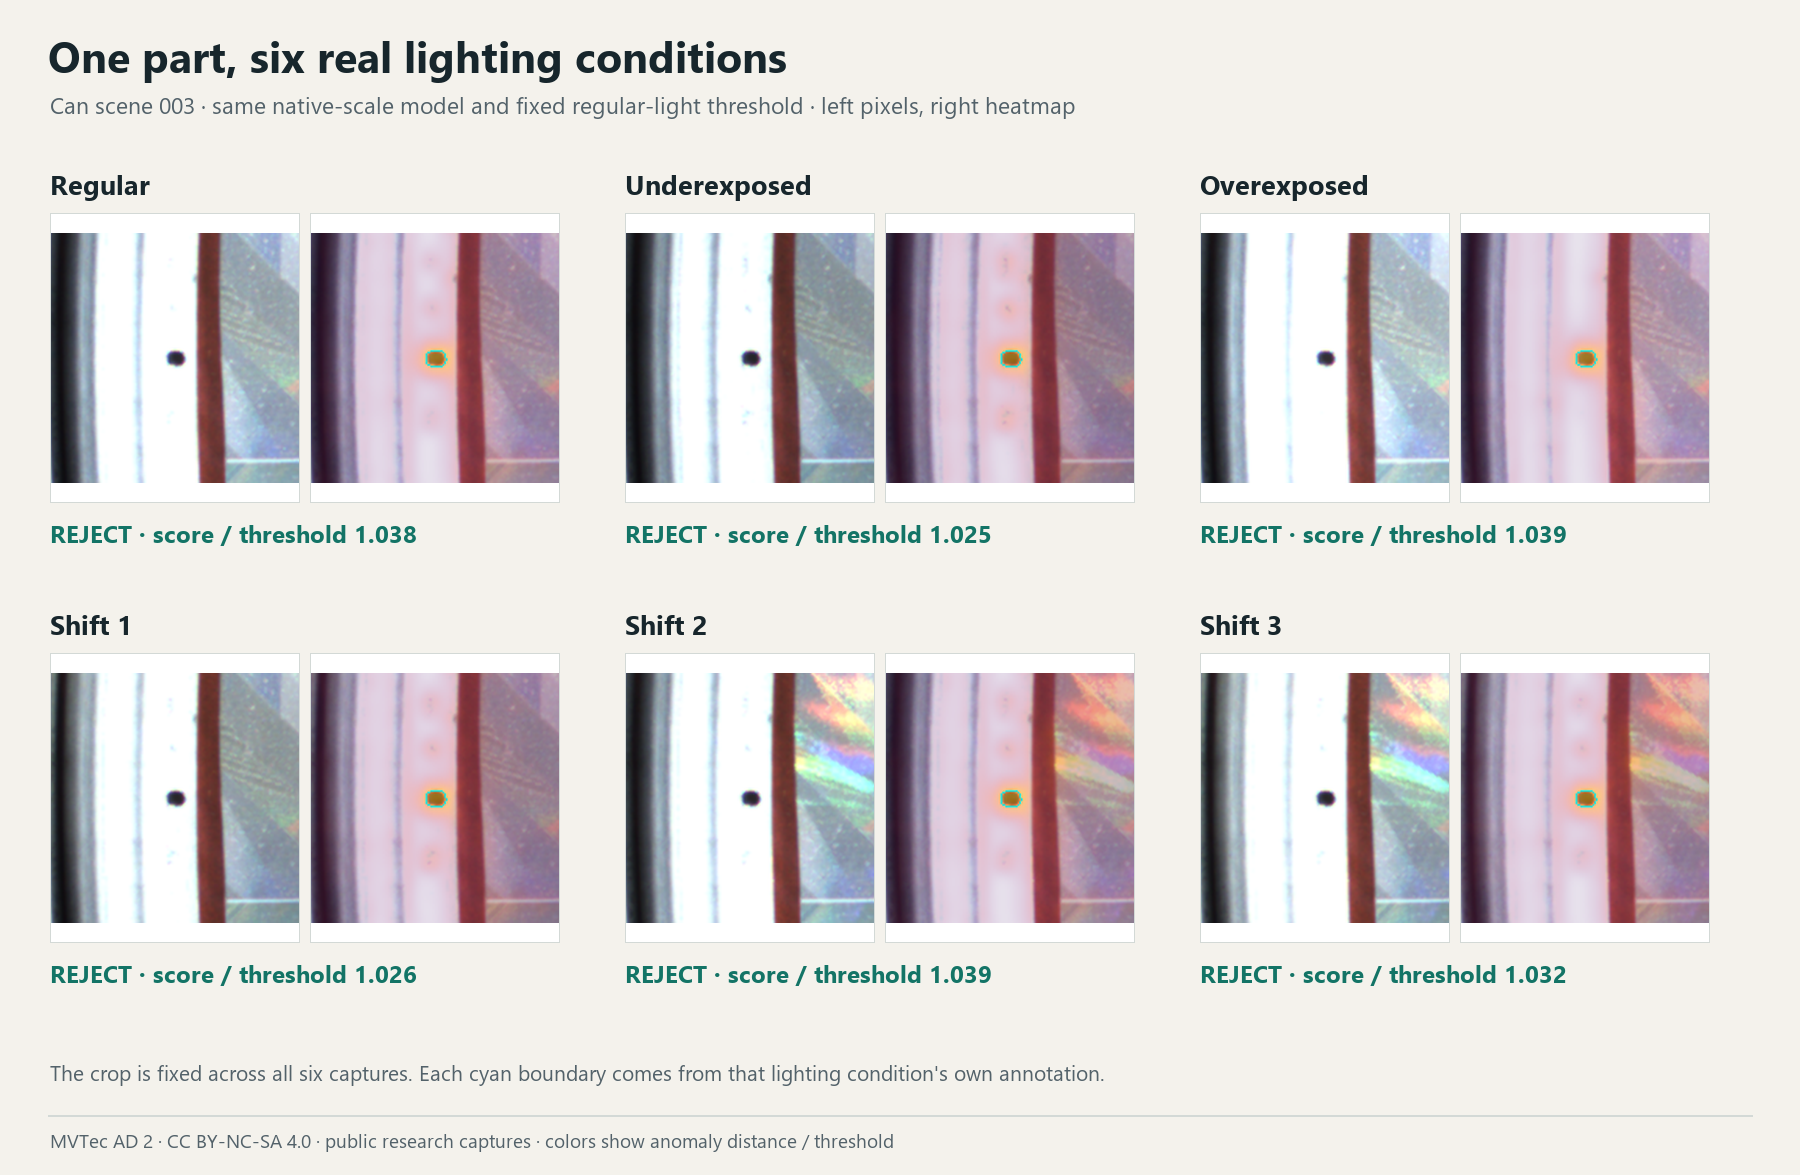 One part, six real lighting conditions
Can scene 003 · same native-scale model and fixed regular-light threshold · left pixels, right heatmap
Regular
Underexposed
Overexposed
REJECT · score / threshold 1.038
REJECT · score / threshold 1.025
REJECT · score / threshold 1.039
Shift 1
Shift 2
Shift 3
REJECT · score / threshold 1.026
REJECT · score / threshold 1.039
REJECT · score / threshold 1.032
The crop is fixed across all six captures. Each cyan boundary comes from that lighting condition's own annotation.
MVTec AD 2 · CC BY-NC-SA 4.0 · public research captures · colors show anomaly distance / threshold